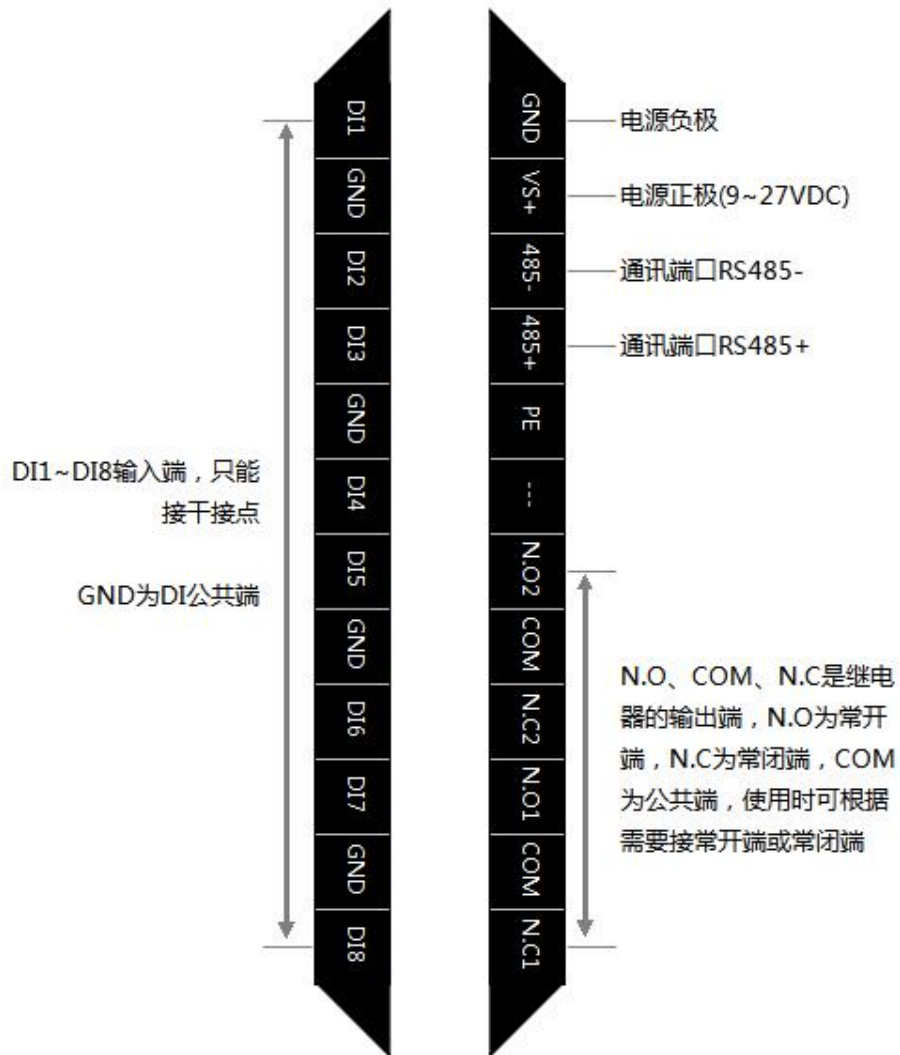 DI1
GND
DI2
DI3
GND
DI4
DI5
GND
DI6
DI7
GND
DI8
DI1~DI8输入端，只能
接干接点
GND为DI公共端
GND
VS+
485-
485+
PE
---
N.O2
COM
N.C2
N.O1
COM
N.C1
电源负极
电源正极(9~27VDC)
通讯端口RS485-
通讯端口RS485+
N.O、COM、N.C是继电
器的输出端，N.O为常开
端，N.C为常闭端，COM
为公共端，使用时可根据
需要接常开端或常闭端